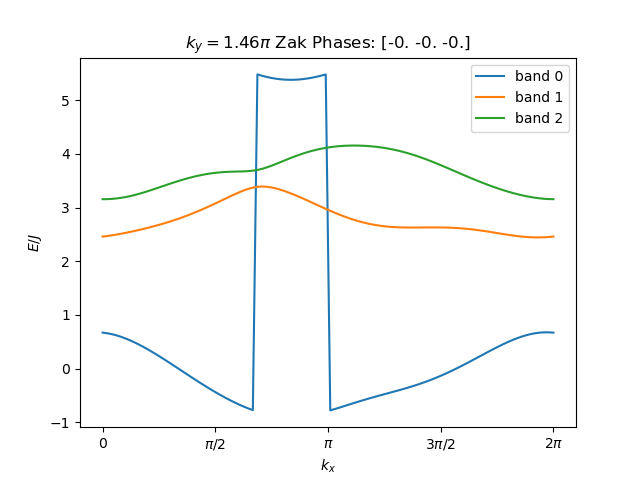 k_y = 1.46π Zak Phases: [-0. -0. -0.]
band 0
band 1
band 2
E/J
5
4
3
2
1
0
−1
0 π/2 π 3π/2 2π
k_x